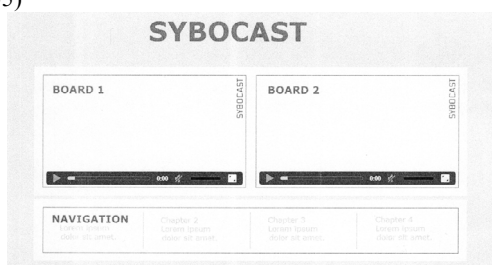 5)
SYBOCAST
BOARD 1
SYBOCAST
0:00
BOARD 2
SYBOCAST
0:00
NAVIGATION
Lorem ipsum
dolor sit amet.
Chapter 2
Lorem ipsum
dolor sit amet.
Chapter 3
Lorem ipsum
dolor sit amet.
Chapter 4
Lorem ipsum
dolor sit amet.